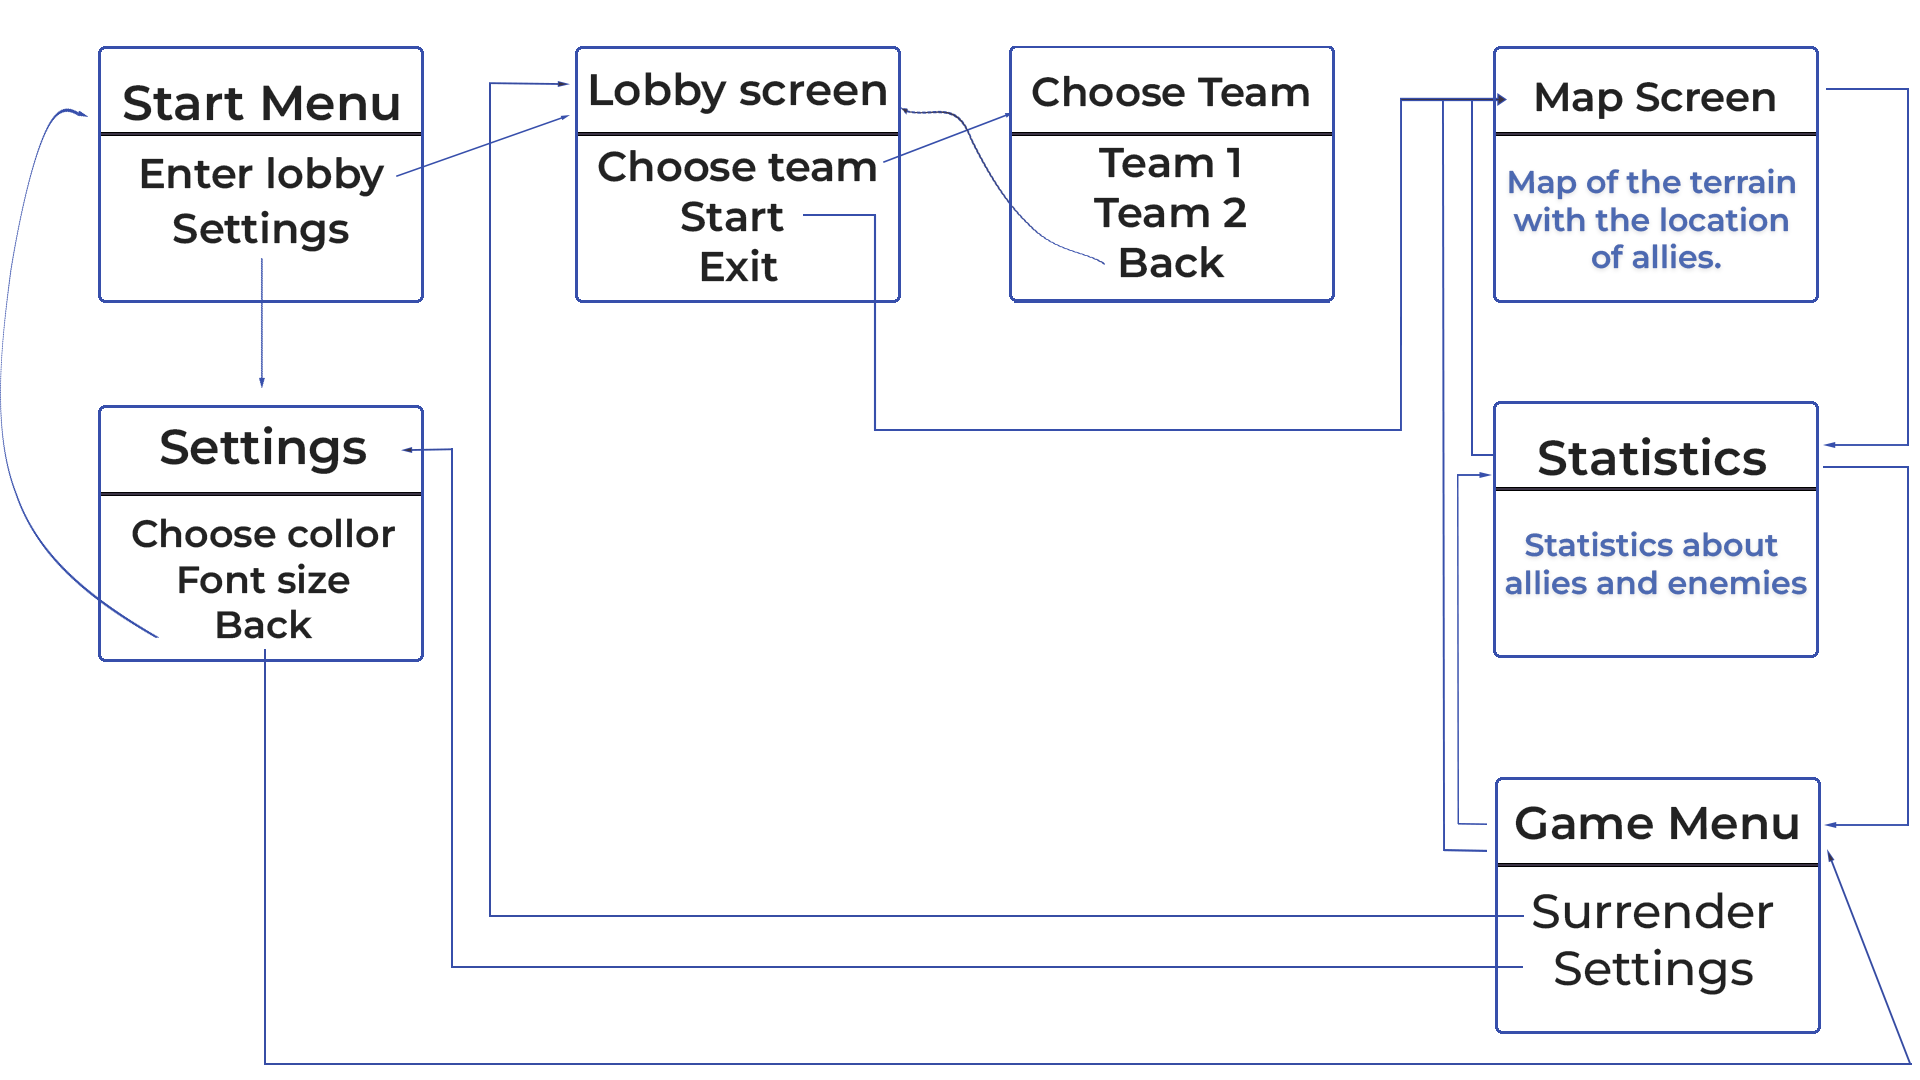 Start Menu
Enter lobby
Settings
Lobby screen
Choose team
Start
Exit
Choose Team
Team 1
Team 2
Back
Map Screen
Map of the terrain
with the location
of allies.
Settings
Choose collor
Font size
Back
Statistics
Statistics about
allies and enemies
Game Menu
Surrender
Settings